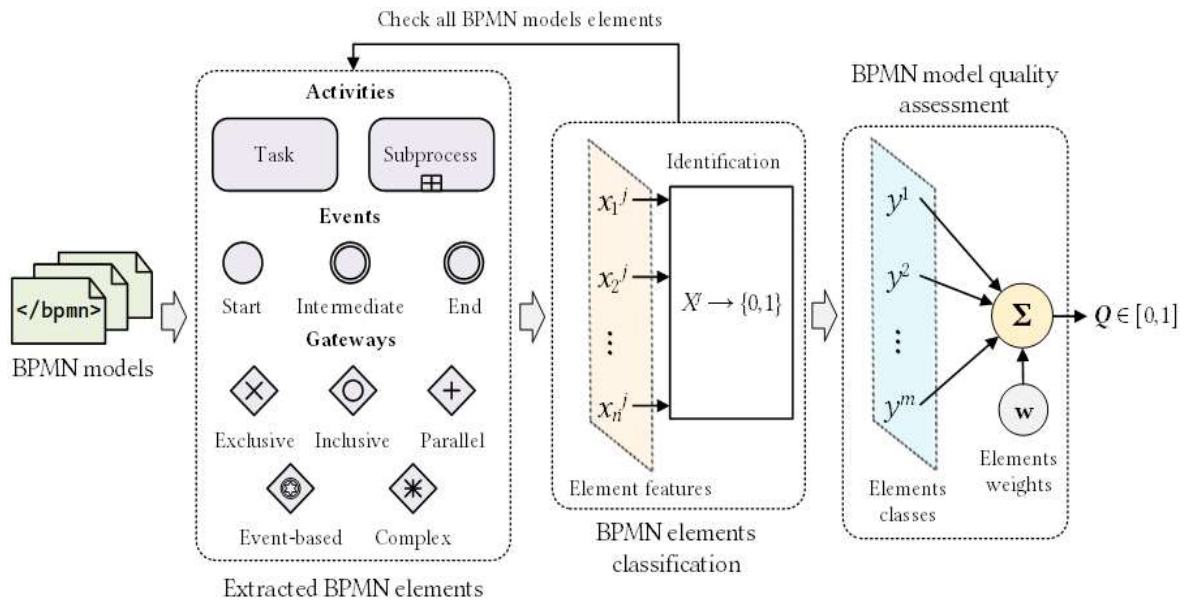 Check all BPMN models elements
Activities
Task
Subprocess
Events
Start
Intermediate
End
Gateways
Exclusive
Inclusive
Parallel
Event-based
Complex
Extracted BPMN elements
</bpmn>
BPMN models
Identification
x₁ʲ
x₂ʲ
⋮
xₙʲ
Xʲ → {0,1}
Element features
BPMN elements
classification
BPMN model quality
assessment
y¹
y²
⋮
yᵐ
Σ
w
Q ∈ [0,1]
Elements
classes
Elements
weights